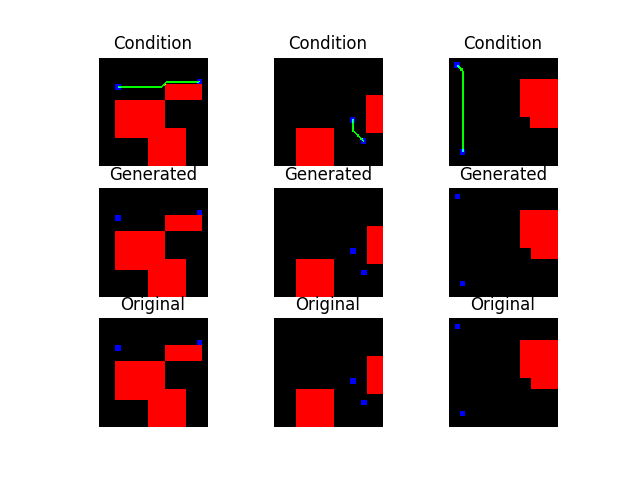 Condition Condition Condition
Generated Generated Generated
Original Original Original